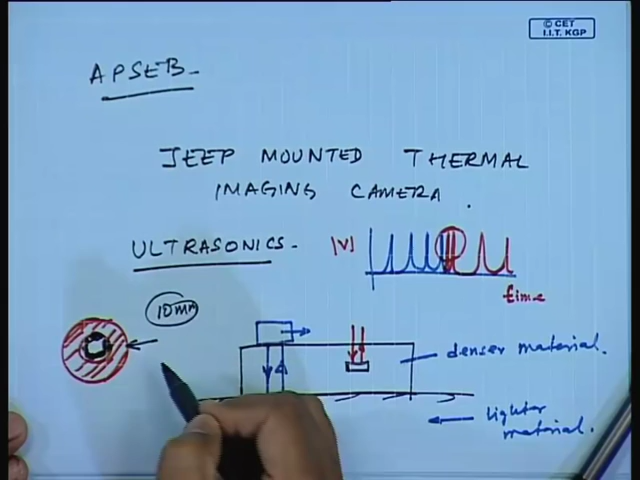 © CET
I.I.T. KGP
APSEB-
JEEP MOUNTED THERMAL
IMAGING CAMERA.
ULTRASONICS-
|V|
time
10mm
denser material.
lighter
material.